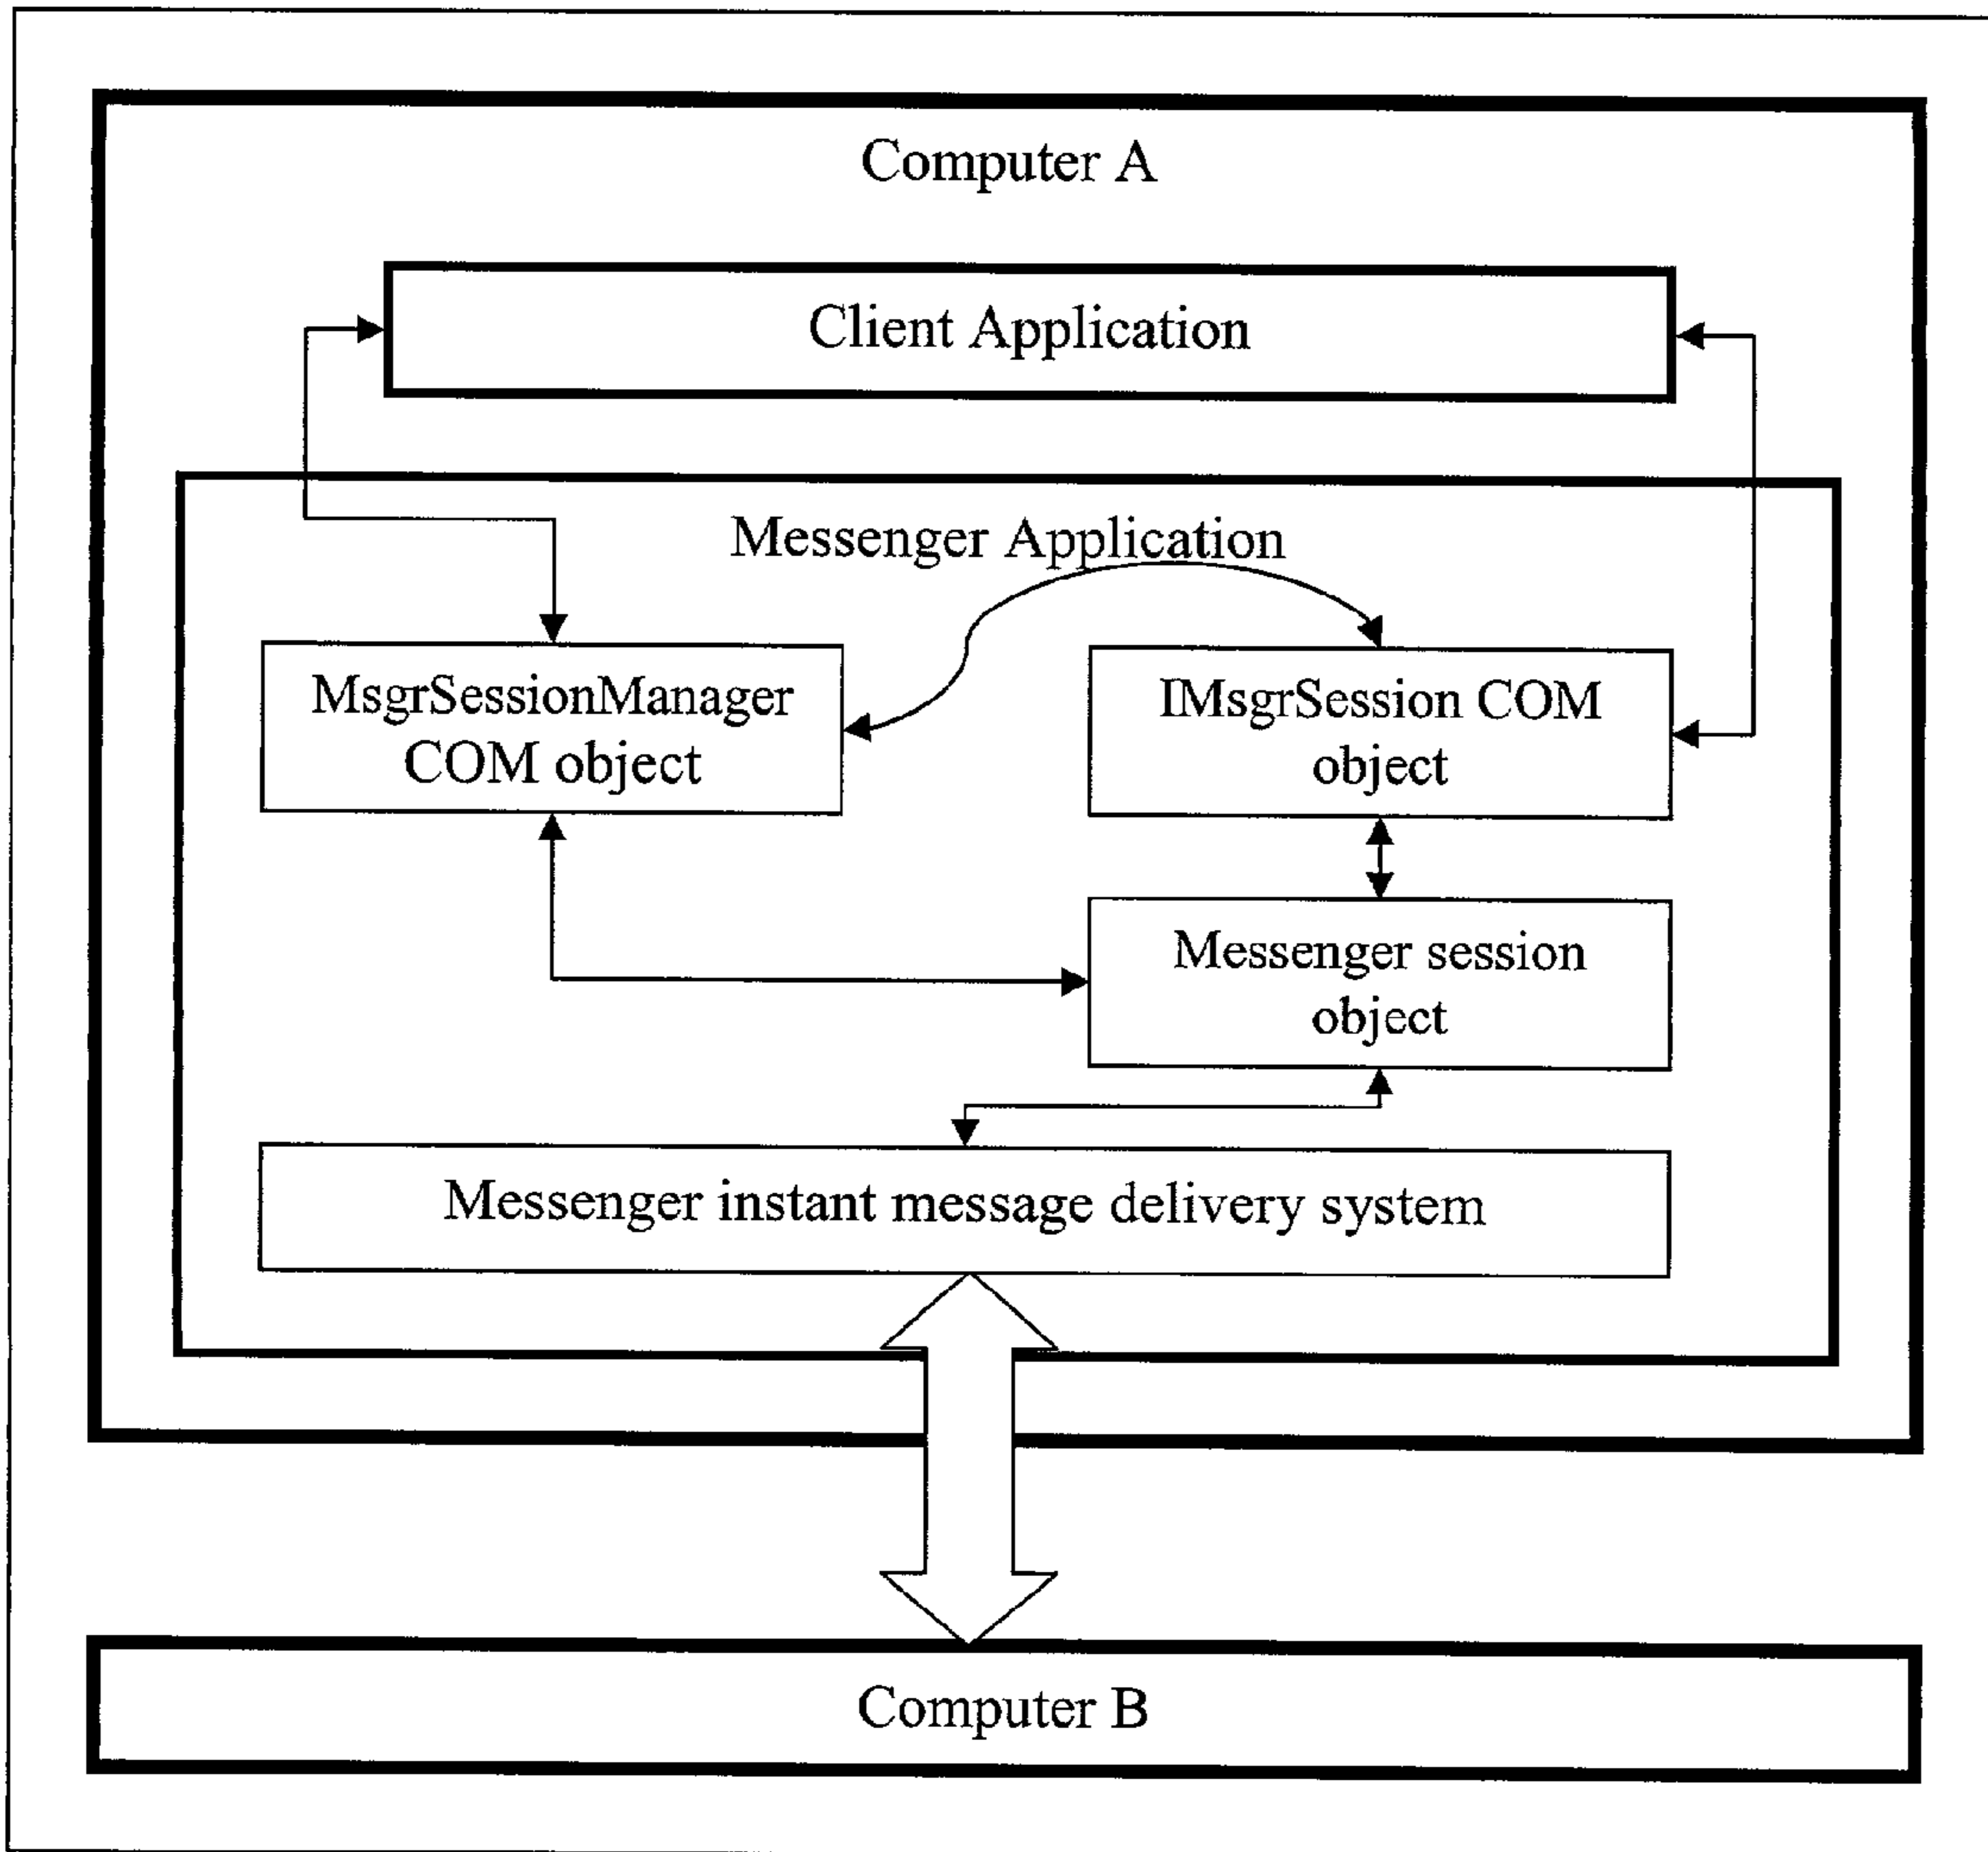 Computer A
Client Application
Messenger Application
MsgrSessionManager
COM object
IMsgrSession COM
object
Messenger session
object
Messenger instant message delivery system
Computer B